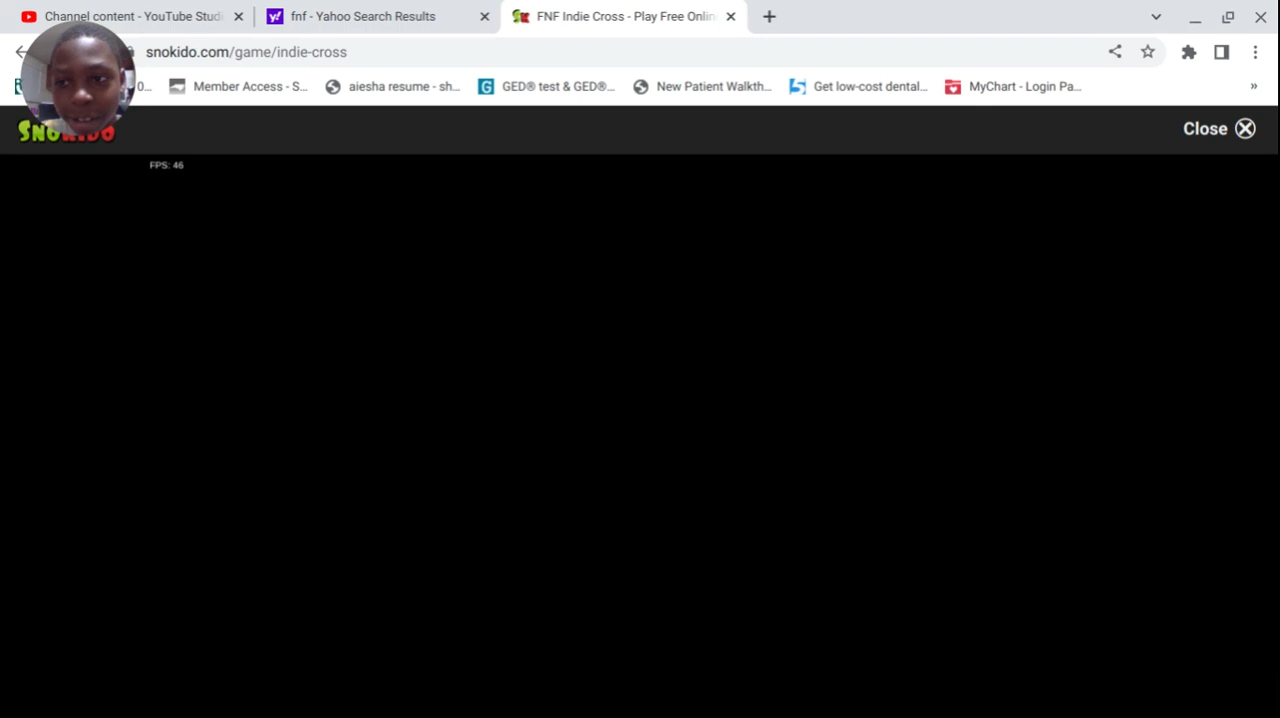 Channel content - YouTube Studi
fnf - Yahoo Search Results
FNF Indie Cross - Play Free Onlin
snokido.com/game/indie-cross
0...
Member Access - S...
aiesha resume - sh...
GED® test & GED®...
New Patient Walkth...
Get low-cost dental...
MyChart - Login Pa...
»
SNOKIDO
Close
FPS: 46